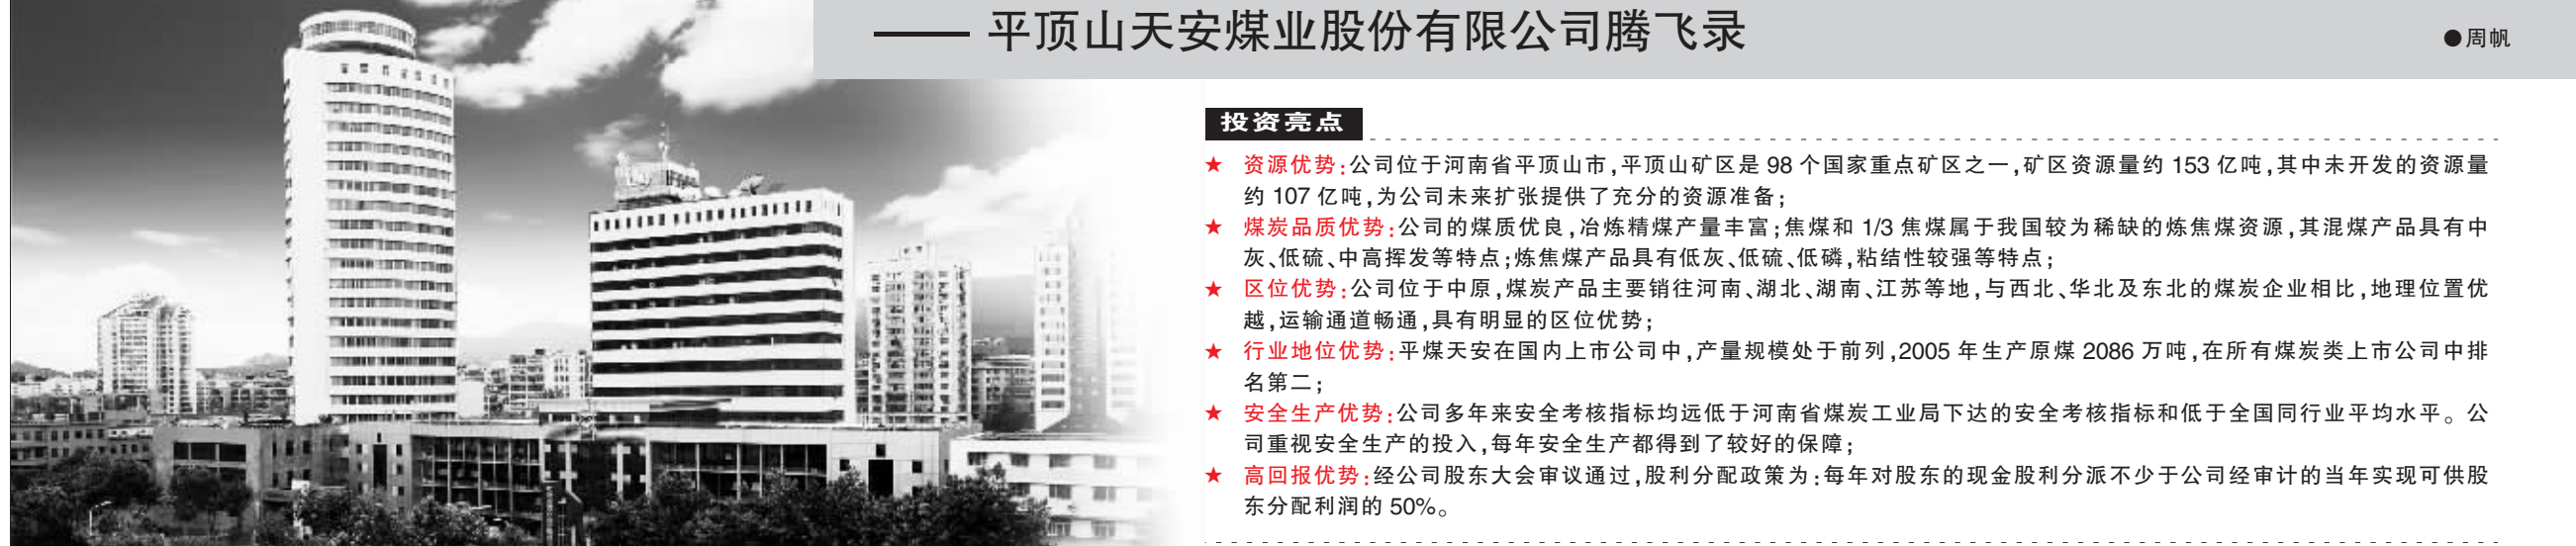 —— 平顶山天安煤业股份有限公司腾飞录
●周帆
投资亮点
★ 资源优势:公司位于河南省平顶山市,平顶山矿区是 98 个国家重点矿区之一,矿区资源量约 153 亿吨,其中未开发的资源量
约 107 亿吨,为公司未来扩张提供了充分的资源准备;
★ 煤炭品质优势:公司的煤质优良,冶炼精煤产量丰富;焦煤和 1/3 焦煤属于我国较为稀缺的炼焦煤资源,其混煤产品具有中
灰、低硫、中高挥发等特点;炼焦煤产品具有低灰、低硫、低磷,粘结性较强等特点;
★ 区位优势:公司位于中原,煤炭产品主要销往河南、湖北、湖南、江苏等地,与西北、华北及东北的煤炭企业相比,地理位置优
越,运输通道畅通,具有明显的区位优势;
★ 行业地位优势:平煤天安在国内上市公司中,产量规模处于前列,2005 年生产原煤 2086 万吨,在所有煤炭类上市公司中排
名第二;
★ 安全生产优势:公司多年来安全考核指标均远低于河南省煤炭工业局下达的安全考核指标和低于全国同行业平均水平。公
司重视安全生产的投入,每年安全生产都得到了较好的保障;
★ 高回报优势:经公司股东大会审议通过,股利分配政策为:每年对股东的现金股利分派不少于公司经审计的当年实现可供股
东分配利润的 50%。